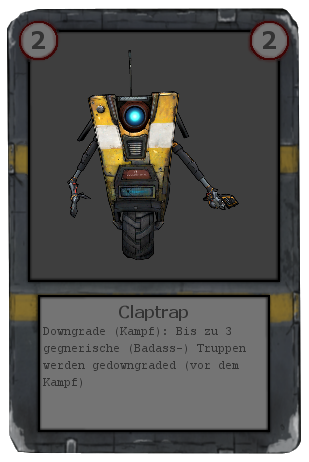 2 2
Claptrap
Downgrade (Kampf): Bis zu 3
gegnerische (Badass-) Truppen
werden gedowngraded (vor dem
Kampf)